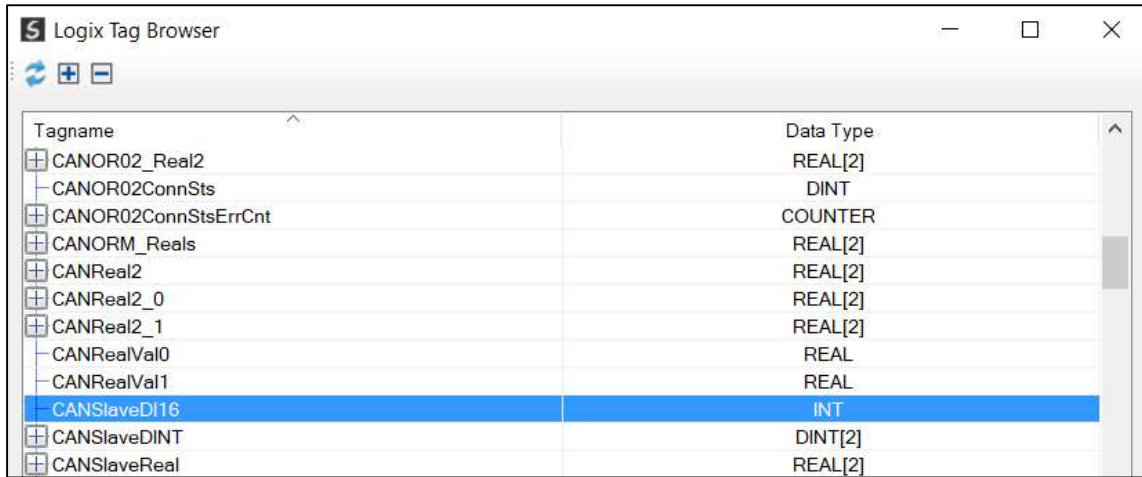 S Logix Tag Browser
Tagname Data Type
CANOR02_Real2 REAL[2]
CANOR02ConnSts DINT
CANOR02ConnStsErrCnt COUNTER
CANORM_Reals REAL[2]
CANReal2 REAL[2]
CANReal2_0 REAL[2]
CANReal2_1 REAL[2]
CANRealVal0 REAL
CANRealVal1 REAL
CANSlaveDI16 INT
CANSlaveDINT DINT[2]
CANSlaveReal REAL[2]